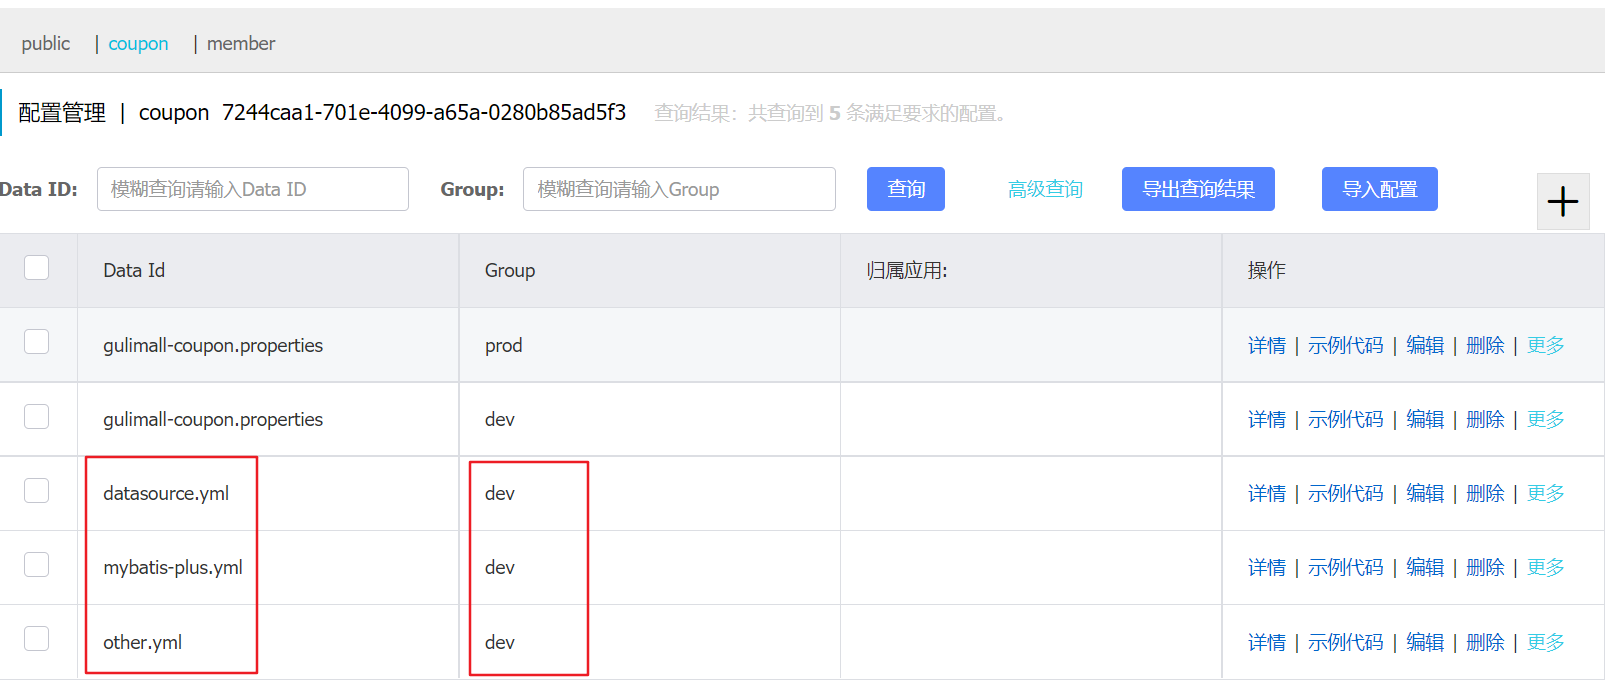 public | coupon | member
配置管理 | coupon 7244caa1-701e-4099-a65a-0280b85ad5f3 查询结果：共查询到 5 条满足要求的配置。
Data ID: 模糊查询请输入Data ID Group: 模糊查询请输入Group 查询 高级查询 导出查询结果 导入配置 +
Data Id Group 归属应用: 操作
gulimall-coupon.properties prod 详情 | 示例代码 | 编辑 | 删除 | 更多
gulimall-coupon.properties dev 详情 | 示例代码 | 编辑 | 删除 | 更多
datasource.yml dev 详情 | 示例代码 | 编辑 | 删除 | 更多
mybatis-plus.yml dev 详情 | 示例代码 | 编辑 | 删除 | 更多
other.yml dev 详情 | 示例代码 | 编辑 | 删除 | 更多